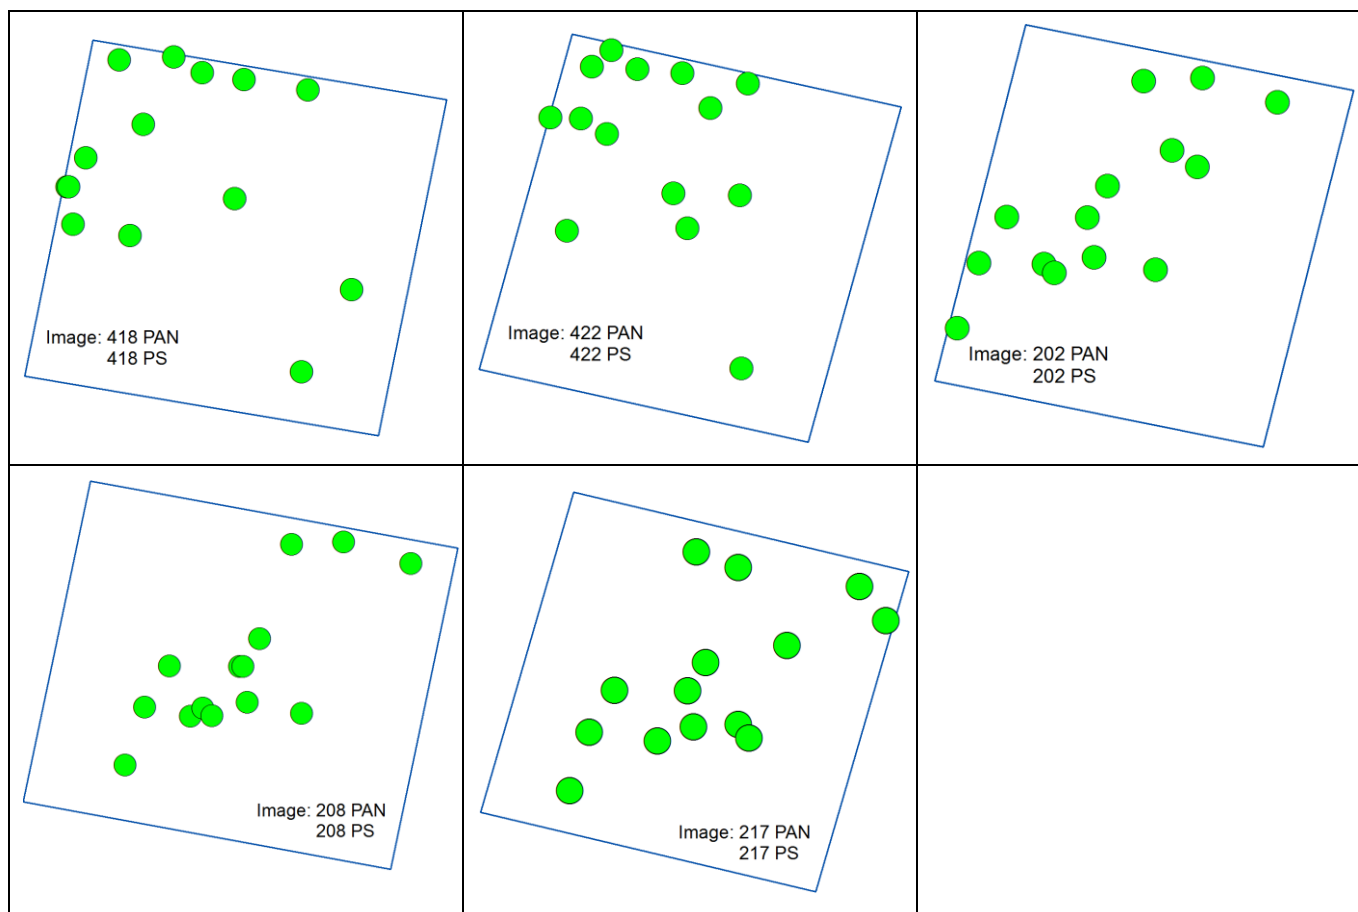 Image: 418 PAN
418 PS
Image: 422 PAN
422 PS
Image: 202 PAN
202 PS
Image: 208 PAN
208 PS
Image: 217 PAN
217 PS